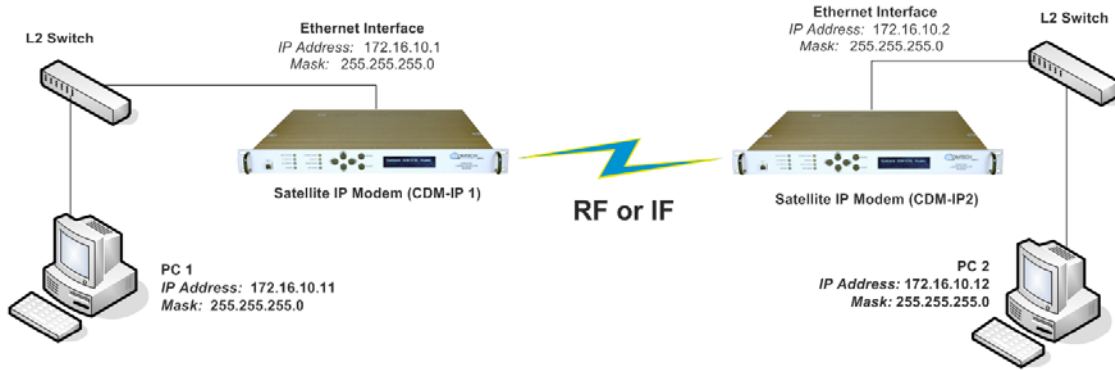 L2 Switch
Ethernet Interface
IP Address: 172.16.10.1
Mask: 255.255.255.0
Satellite IP Modem (CDM-IP 1)
PC 1
IP Address: 172.16.10.11
Mask: 255.255.255.0
RF or IF
Ethernet Interface
IP Address: 172.16.10.2
Mask: 255.255.255.0
L2 Switch
Satellite IP Modem (CDM-IP2)
PC 2
IP Address: 172.16.10.12
Mask: 255.255.255.0